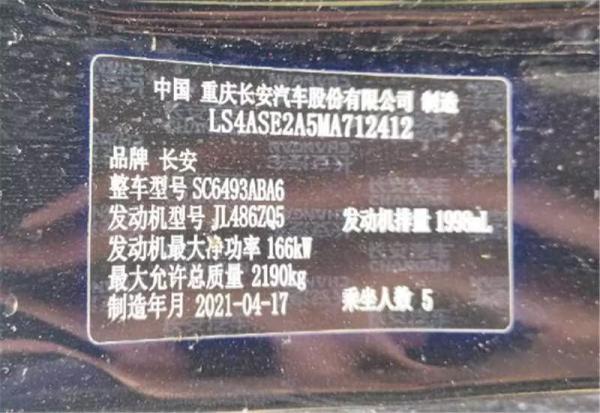 中国 重庆长安汽车股份有限公司 制造
LS4ASE2A5MA712412
品牌 长安
整车型号 SC6493ABA6
发动机型号 JL486ZQ5 发动机排量 1998mL
发动机最大净功率 166kW
最大允许总质量 2190kg
制造年月 2021-04-17 乘坐人数 5